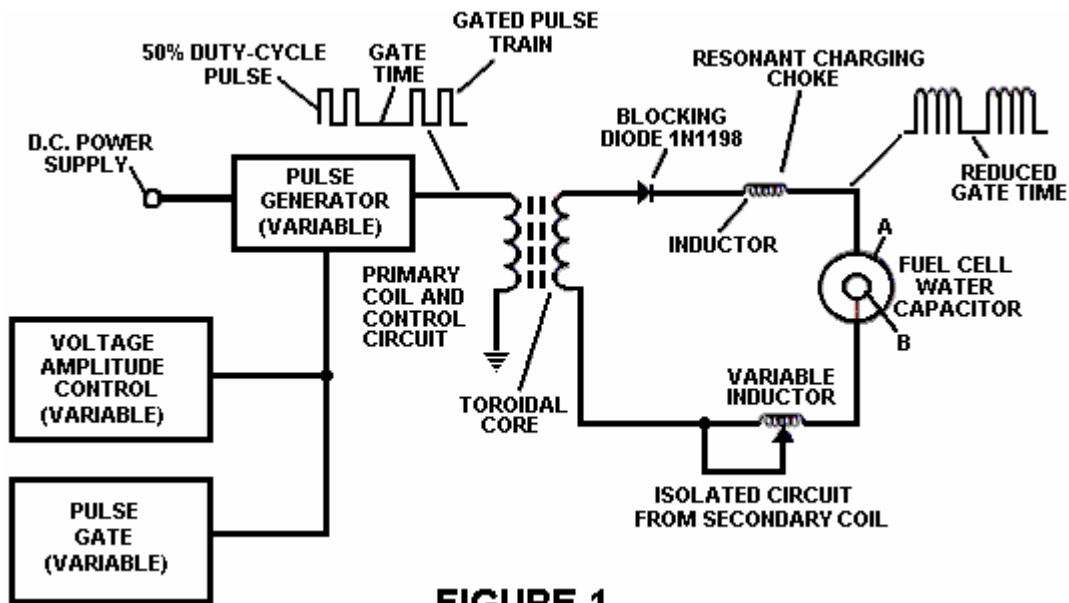 GATED PULSE
TRAIN
50% DUTY-CYCLE
PULSE
GATE
TIME
RESONANT CHARGING
CHOKE
D.C. POWER
SUPPLY
BLOCKING
DIODE 1N1198
PULSE
GENERATOR
(VARIABLE)
REDUCED
GATE TIME
INDUCTOR
A
FUEL CELL
WATER
CAPACITOR
B
PRIMARY
COIL AND
CONTROL
CIRCUIT
VOLTAGE
AMPLITUDE
CONTROL
(VARIABLE)
TOROIDAL
CORE
VARIABLE
INDUCTOR
ISOLATED CIRCUIT
FROM SECONDARY COIL
PULSE
GATE
(VARIABLE)
FIGURE 1